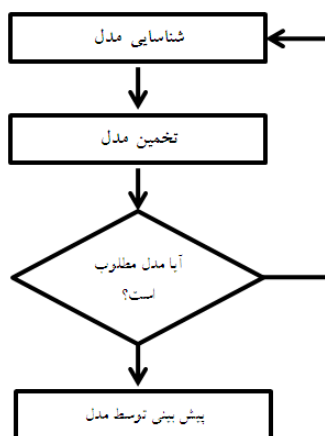 شناسایی مدل
تخمین مدل
آیا مدل مطلوب
است؟
پیش بینی توسط مدل